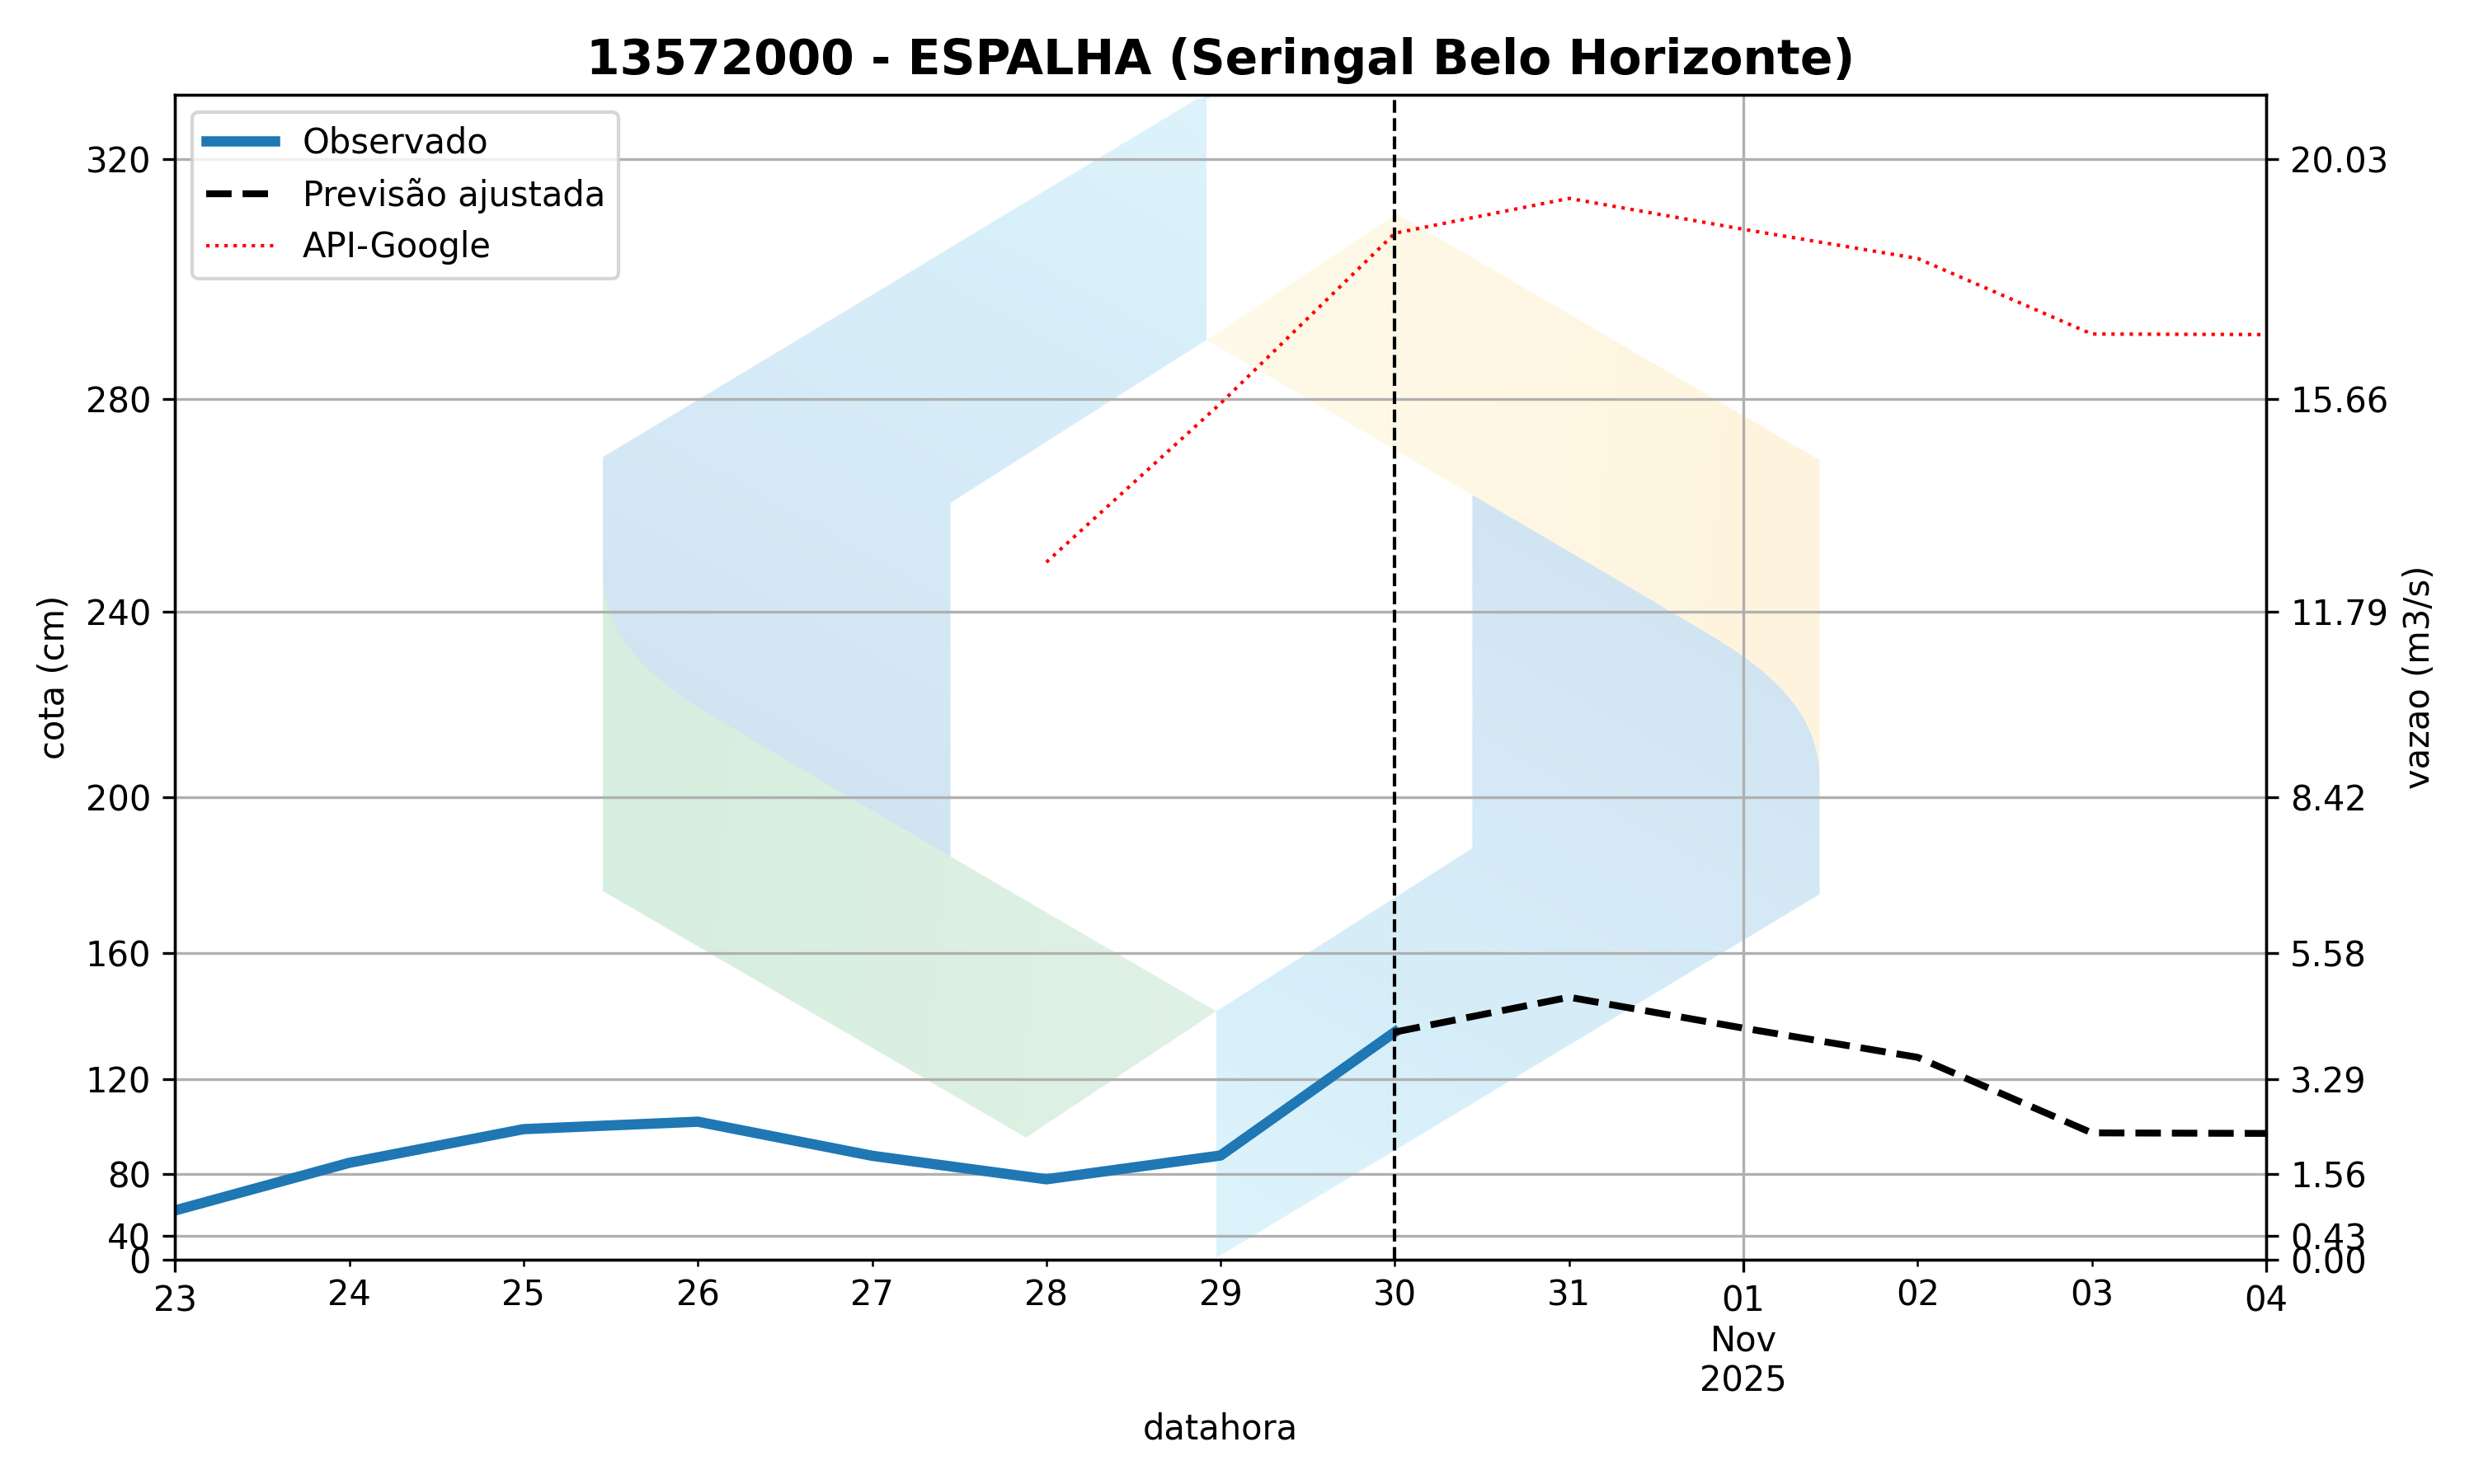 13572000 - ESPALHA (Seringal Belo Horizonte)
Observado
Previsão ajustada
API-Google
320
280
240
200
160
120
80
40
0
cota (cm)
20.03
15.66
11.79
8.42
5.58
3.29
1.56
0.43
0.00
vazao (m3/s)
23 24 25 26 27 28 29 30 31 01 02 03 04
Nov
2025
datahora